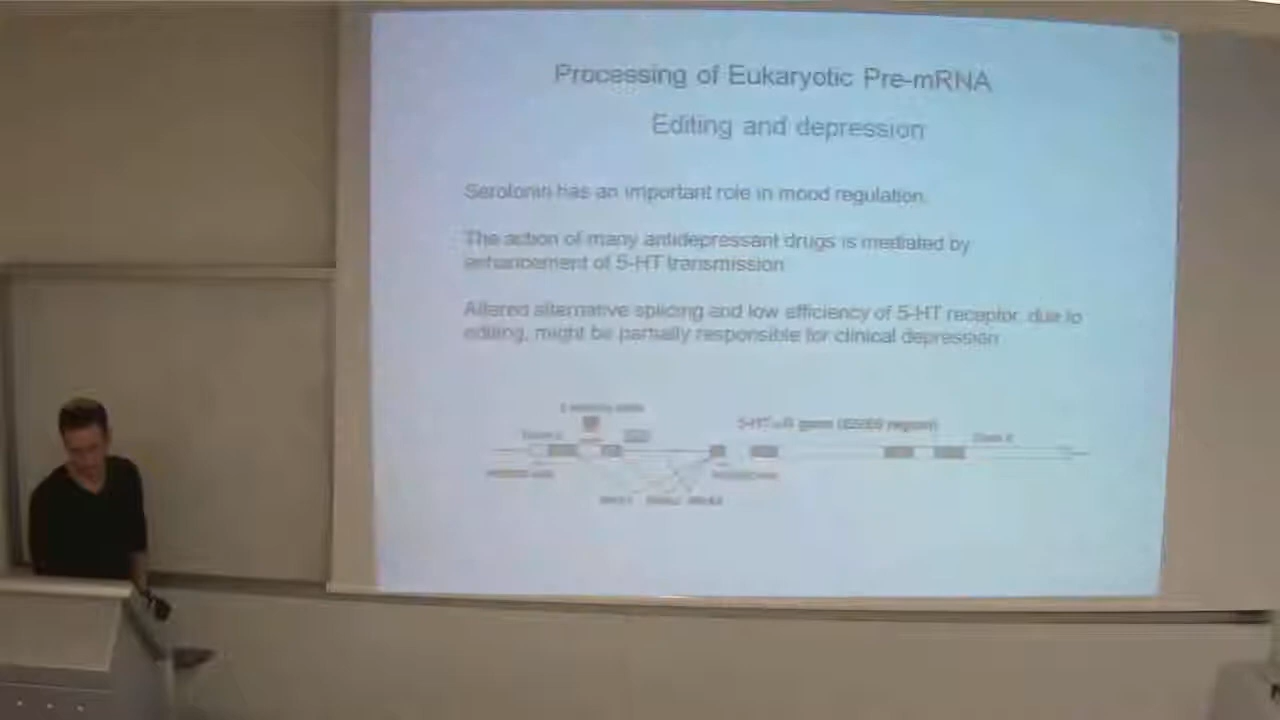 Processing of Eukaryotic Pre-mRNA
Editing and depression
Serotonin has an important role in mood regulation.
The action of many antidepressant drugs is mediated by
enhancement of 5-HT transmission
Altered alternative splicing and low efficiency of 5-HT receptor, due to
editing, might be partially responsible for clinical depression
gene
region)